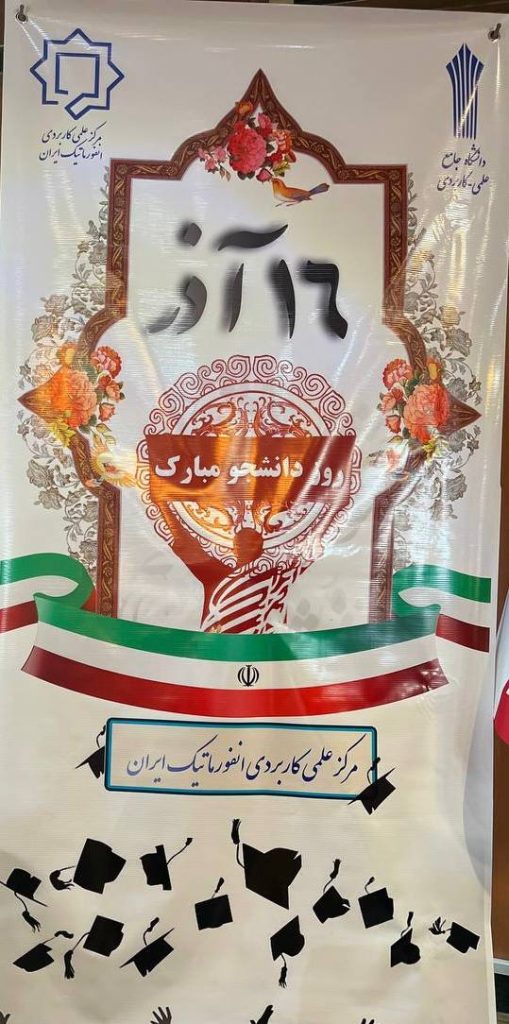 دانشگاه جامع
علمی-کاربردی
مرکز علمی کاربردی
انفورماتیک ایران
۱۶ آذر
روز دانشجو مبارک
مرکز علمی کاربردی انفورماتیک ایران